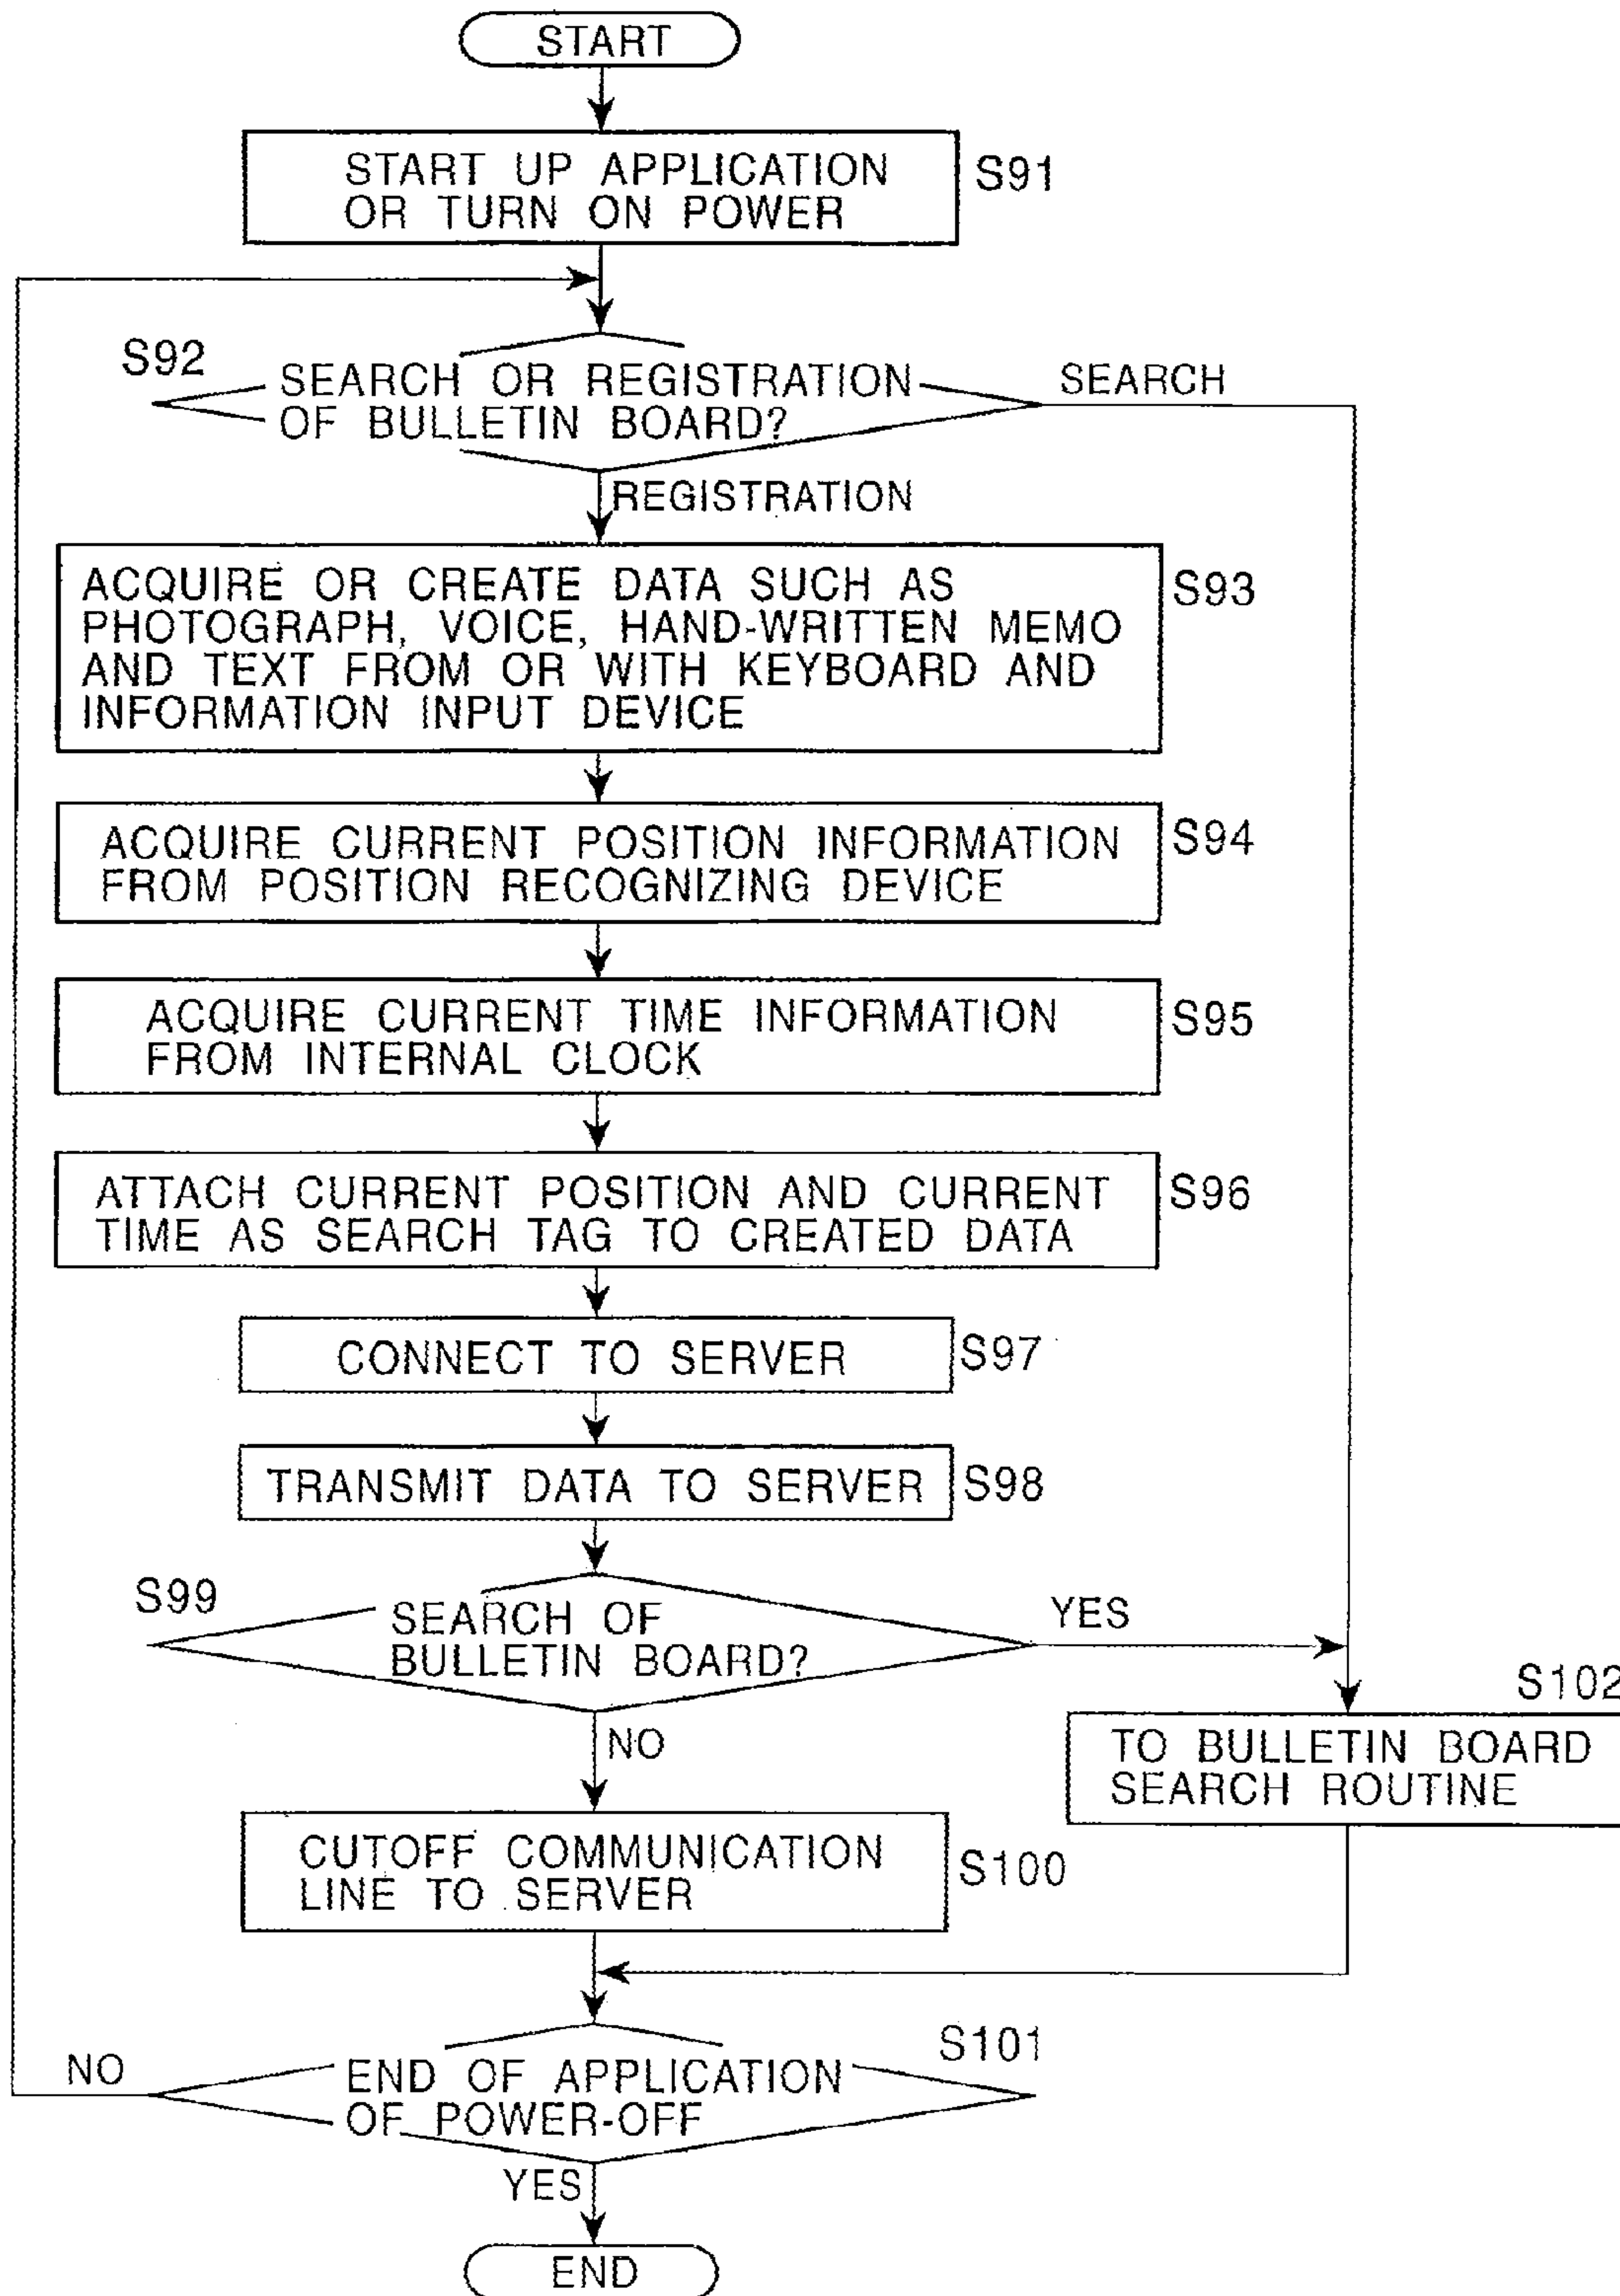 START
START UP APPLICATION
OR TURN ON POWER
S91
S92
SEARCH OR REGISTRATION
OF BULLETIN BOARD?
SEARCH
REGISTRATION
ACQUIRE OR CREATE DATA SUCH AS
PHOTOGRAPH, VOICE, HAND-WRITTEN MEMO
AND TEXT FROM OR WITH KEYBOARD AND
INFORMATION INPUT DEVICE
S93
ACQUIRE CURRENT POSITION INFORMATION
FROM POSITION RECOGNIZING DEVICE
S94
ACQUIRE CURRENT TIME INFORMATION
FROM INTERNAL CLOCK
S95
ATTACH CURRENT POSITION AND CURRENT
TIME AS SEARCH TAG TO CREATED DATA
S96
CONNECT TO SERVER
S97
TRANSMIT DATA TO SERVER
S98
S99
SEARCH OF
BULLETIN BOARD?
YES
NO
S102
TO BULLETIN BOARD
SEARCH ROUTINE
CUTOFF COMMUNICATION
LINE TO SERVER
S100
S101
NO
END OF APPLICATION
OF POWER-OFF
YES
END